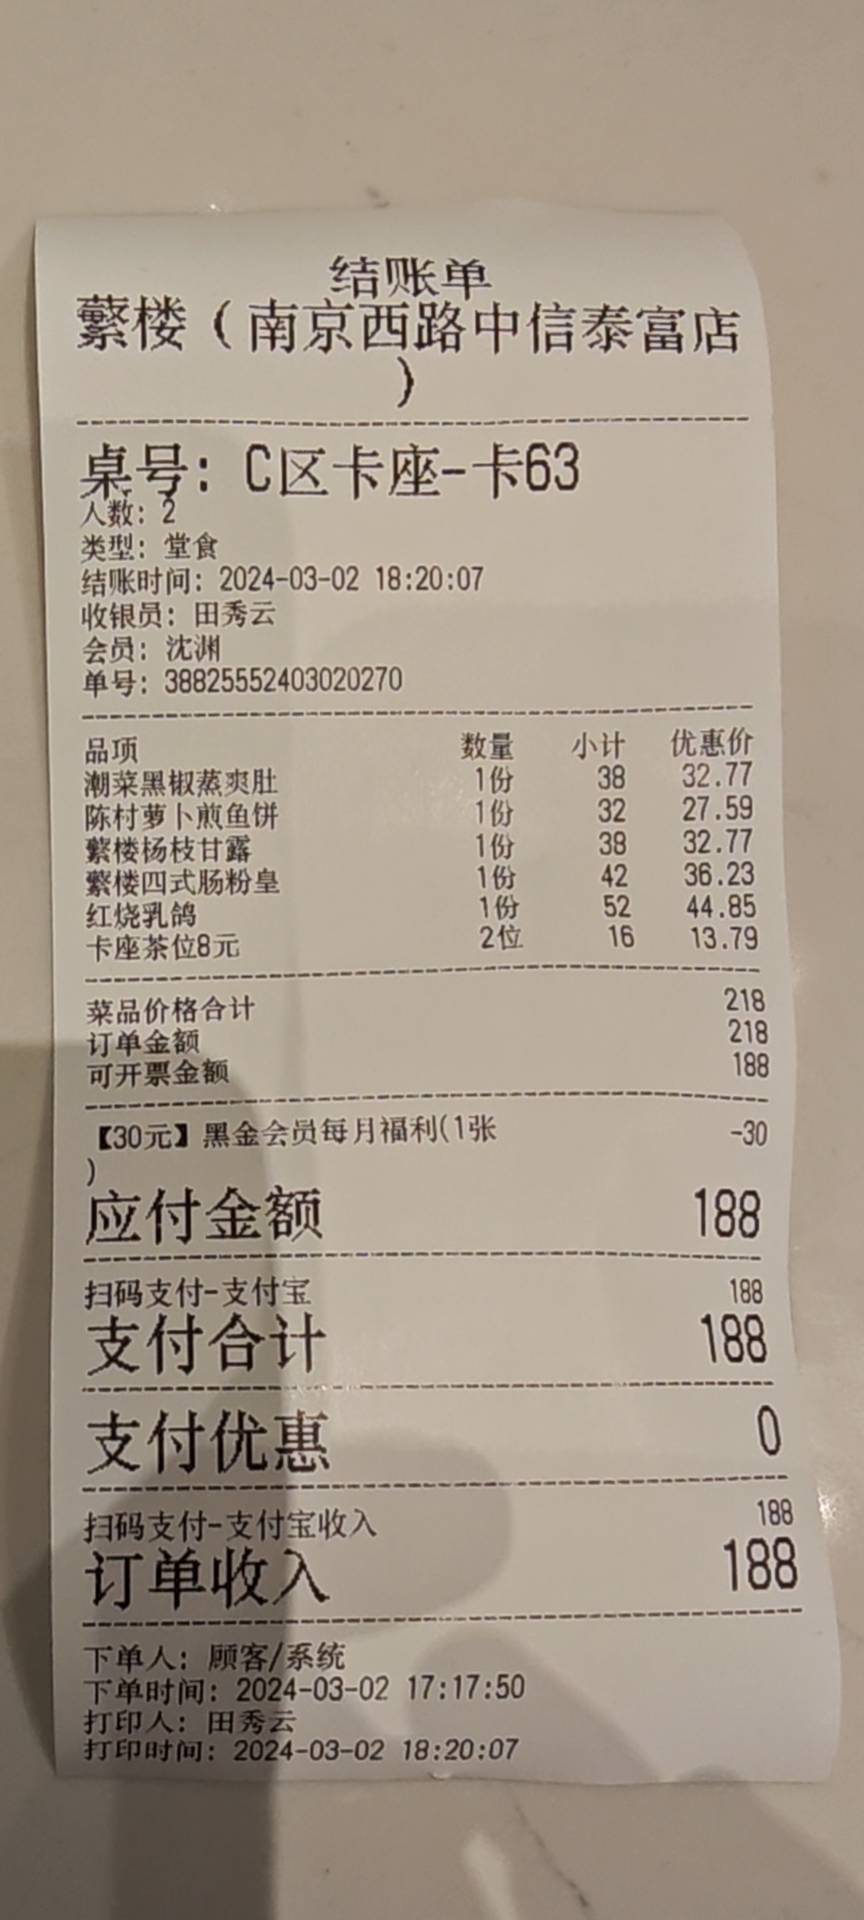 结账单
蘩楼（南京西路中信泰富店
）
桌号: C区卡座-卡63
人数: 2
类型: 堂食
结账时间: 2024-03-02 18:20:07
收银员: 田秀云
会员: 沈渊
单号: 38825552403020270
品项 数量 小计 优惠价
潮菜黑椒蒸爽肚 1份 38 32.77
陈村萝卜煎鱼饼 1份 32 27.59
蘩楼杨枝甘露 1份 38 32.77
蘩楼四式肠粉皇 1份 42 36.23
红烧乳鸽 1份 52 44.85
卡座茶位8元 2位 16 13.79
菜品价格合计 218
订单金额 218
可开票金额 188
【30元】黑金会员每月福利(1张 -30
)
应付金额 188
扫码支付-支付宝 188
支付合计 188
支付优惠 0
扫码支付-支付宝收入 188
订单收入 188
下单人: 顾客/系统
下单时间: 2024-03-02 17:17:50
打印人: 田秀云
打印时间: 2024-03-02 18:20:07